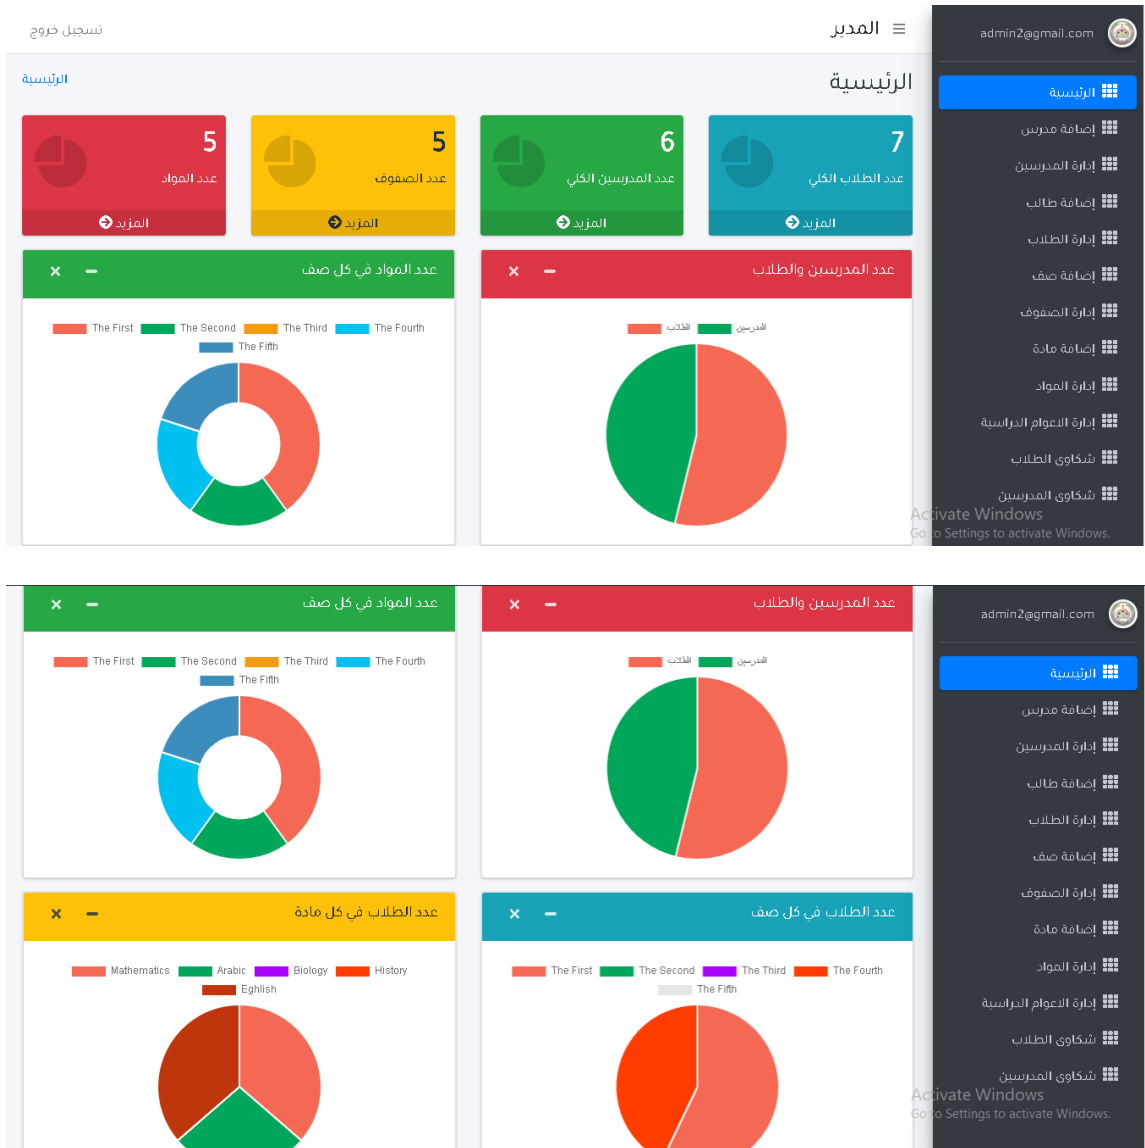 admin2@gmail.com
الرئيسية
إضافة مدرس
إدارة المدرسين
إضافة طالب
إدارة الطلاب
إضافة صف
إدارة الصفوف
إضافة مادة
إدارة المواد
إدارة الاعوام الدراسية
شكاوى الطلاب
شكاوى المدرسين
المدير
تسجيل خروج
الرئيسية
الرئيسية
7
عدد الطلاب الكلي
المزيد
6
عدد المدرسين الكلي
المزيد
5
عدد الصفوف
المزيد
5
عدد المواد
المزيد
عدد المدرسين والطلاب
المدرسين الطلاب
عدد المواد في كل صف
The First The Second The Third The Fourth
The Fifth
Activate Windows
Go to Settings to activate Windows.
admin2@gmail.com
الرئيسية
إضافة مدرس
إدارة المدرسين
إضافة طالب
إدارة الطلاب
إضافة صف
إدارة الصفوف
إضافة مادة
إدارة المواد
إدارة الاعوام الدراسية
شكاوى الطلاب
شكاوى المدرسين
عدد المدرسين والطلاب
المدرسين الطلاب
عدد المواد في كل صف
The First The Second The Third The Fourth
The Fifth
عدد الطلاب في كل صف
The First The Second The Third The Fourth
The Fifth
عدد الطلاب في كل مادة
Mathematics Arabic Biology History
Eghlish
Activate Windows
Go to Settings to activate Windows.